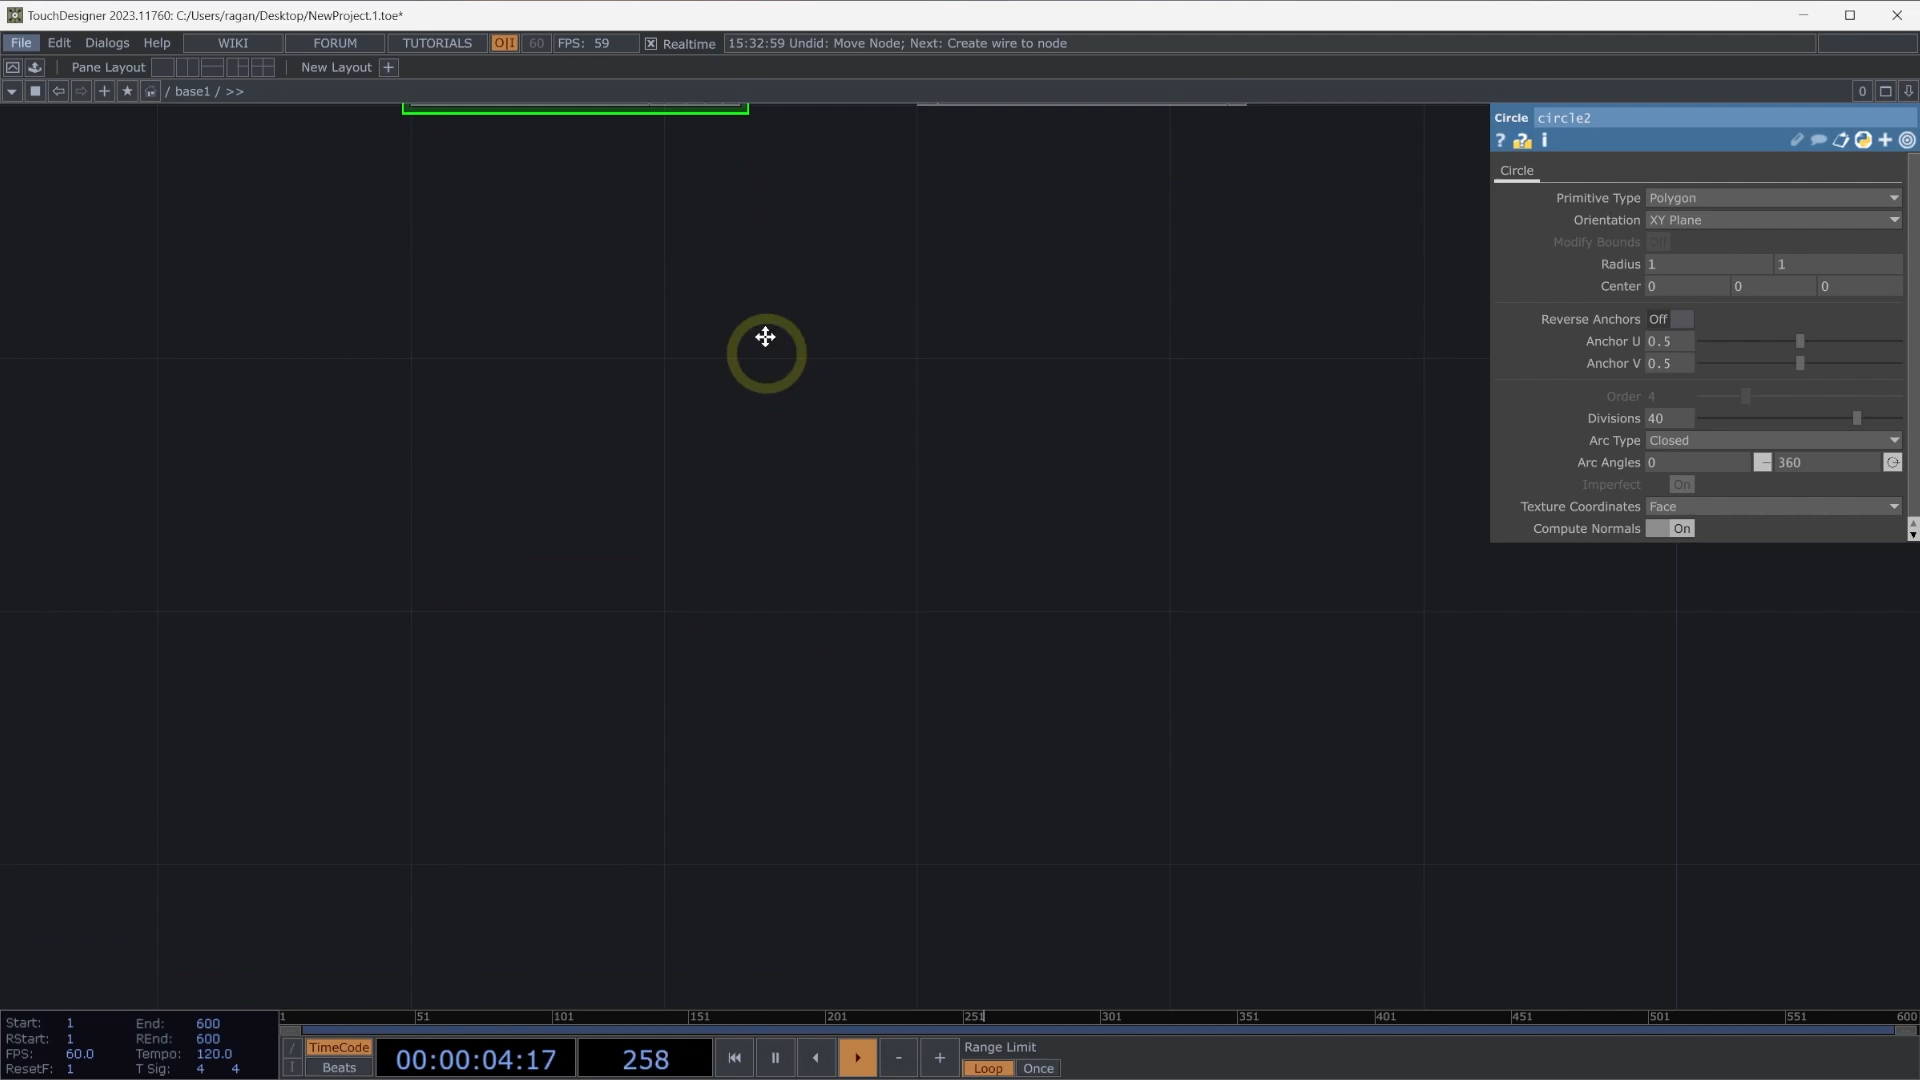 TouchDesigner 2023.11760: C:/Users/ragan/Desktop/NewProject.1.toe*
File Edit Dialogs Help WIKI FORUM TUTORIALS O|I 60 FPS: 59 Realtime 15:32:59 Undid: Move Node; Next: Create wire to node
Pane Layout New Layout +
/ base1 / >> 0
Circle circle2
? ? i
Circle
Primitive Type Polygon
Orientation XY Plane
Modify Bounds Off
Radius 1 1
Center 0 0 0
Reverse Anchors Off
Anchor U 0.5
Anchor V 0.5
Order 4
Divisions 40
Arc Type Closed
Arc Angles 0 360
Imperfect On
Texture Coordinates Face
Compute Normals On
1 51 101 151 201 251 301 351 401 451 501 551 600
Start: 1 End: 600
RStart: 1 REnd: 600
FPS: 60.0 Tempo: 120.0
ResetF: 1 T Sig: 4 4
/ TimeCode
I Beats
00:00:04:17 258 - +
Range Limit
Loop Once